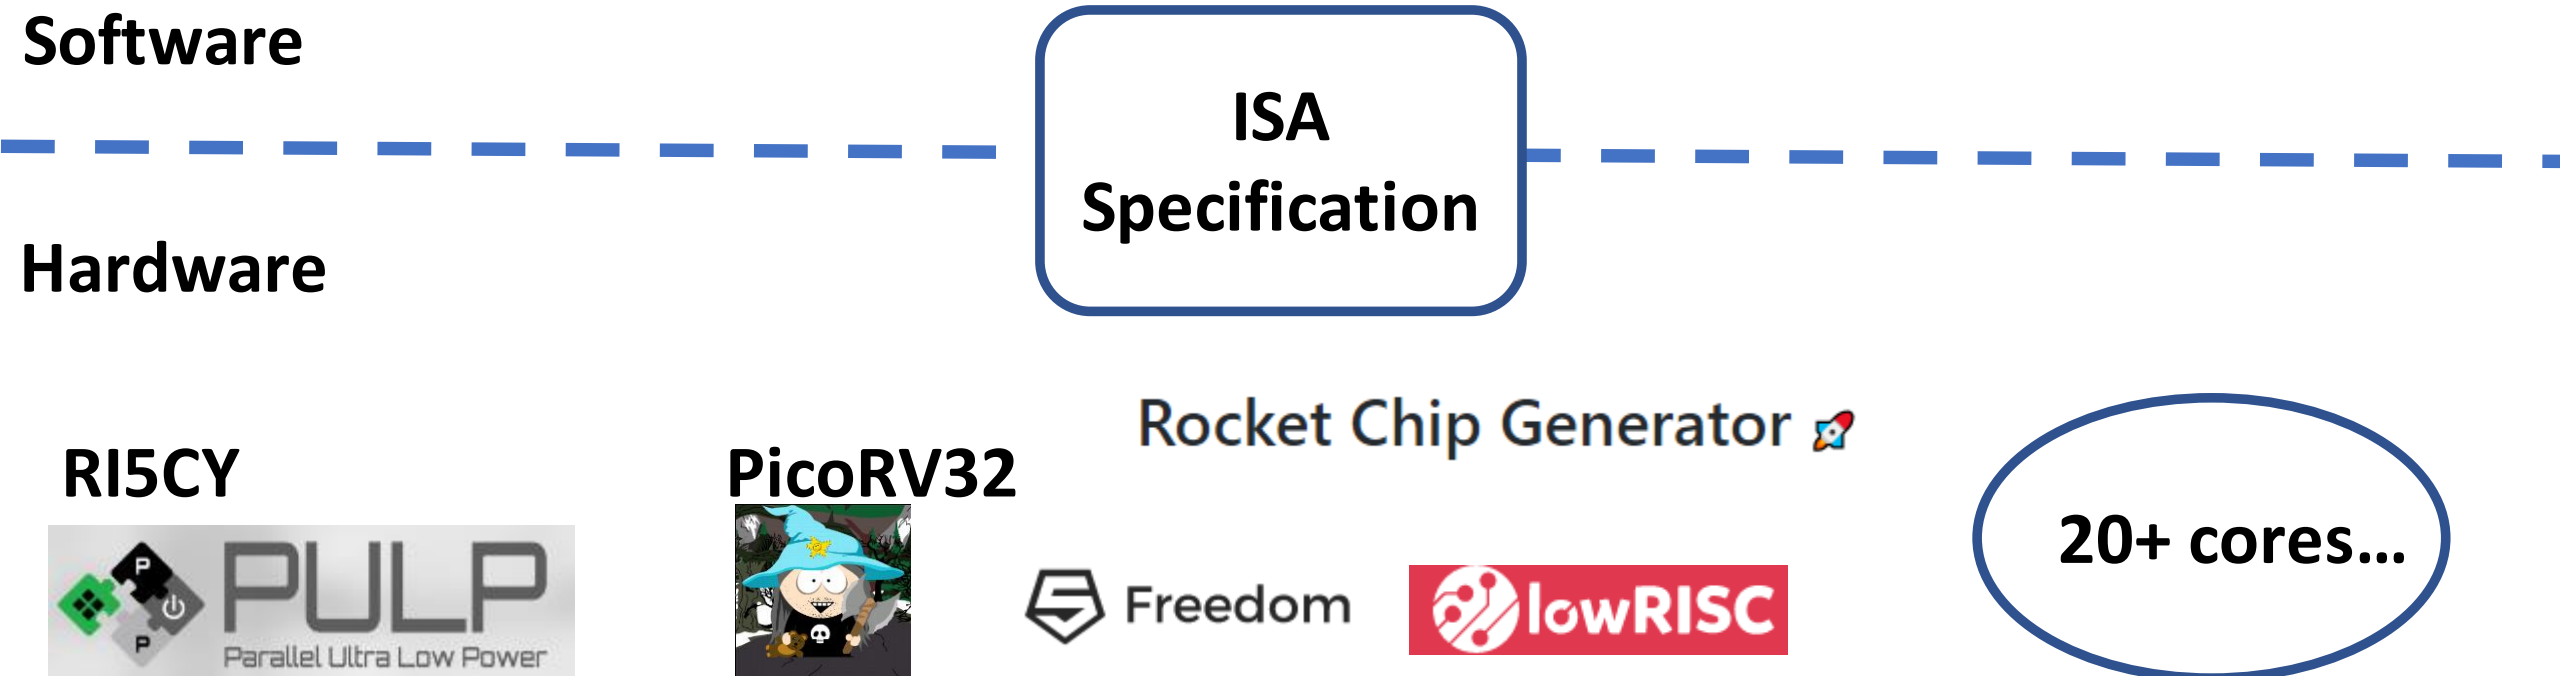 Software
ISA
Specification
Hardware
Rocket Chip Generator 🚀
RI5CY
PicoRV32
20+ cores...
P
P
PULP
Parallel Ultra Low Power
Freedom
lowRISC